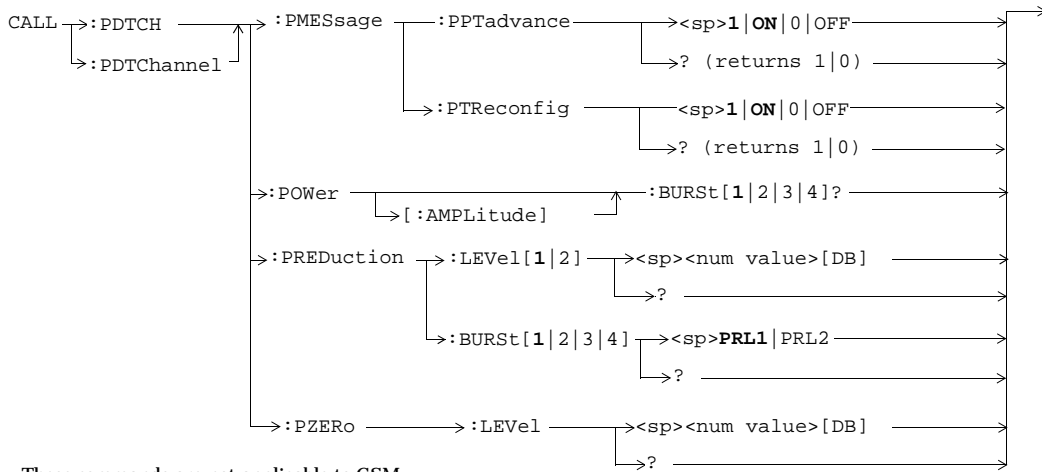 CALL :PDTCH :PMESsage :PPTadvance <sp>1|ON|0|OFF
:PDTChannel ? (returns 1|0)
:PTReconfig <sp>1|ON|0|OFF
? (returns 1|0)
:POWer :BURSt[1|2|3|4]?
[:AMPLitude]
:PREDuction :LEVel[1|2] <sp><num value>[DB]
?
:BURSt[1|2|3|4] <sp>PRL1|PRL2
?
:PZERo :LEVel <sp><num value>[DB]
?